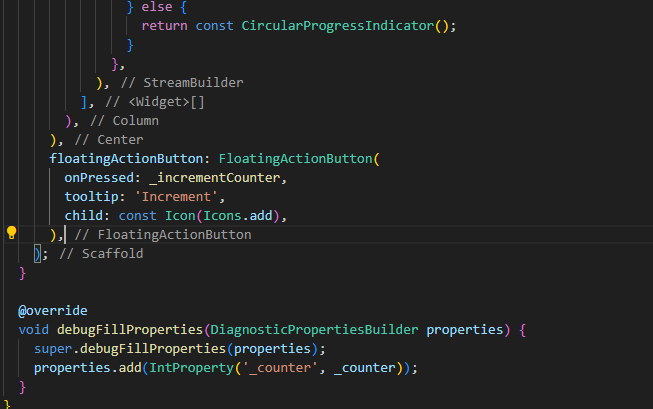 } else {
return const CircularProgressIndicator();
}
},
), // StreamBuilder
], // <Widget>[]
), // Column
), // Center
floatingActionButton: FloatingActionButton(
onPressed: _incrementCounter,
tooltip: 'Increment',
child: const Icon(Icons.add),
), // FloatingActionButton
); // Scaffold
}
@override
void debugFillProperties(DiagnosticPropertiesBuilder properties) {
super.debugFillProperties(properties);
properties.add(IntProperty('_counter', _counter));
}
}